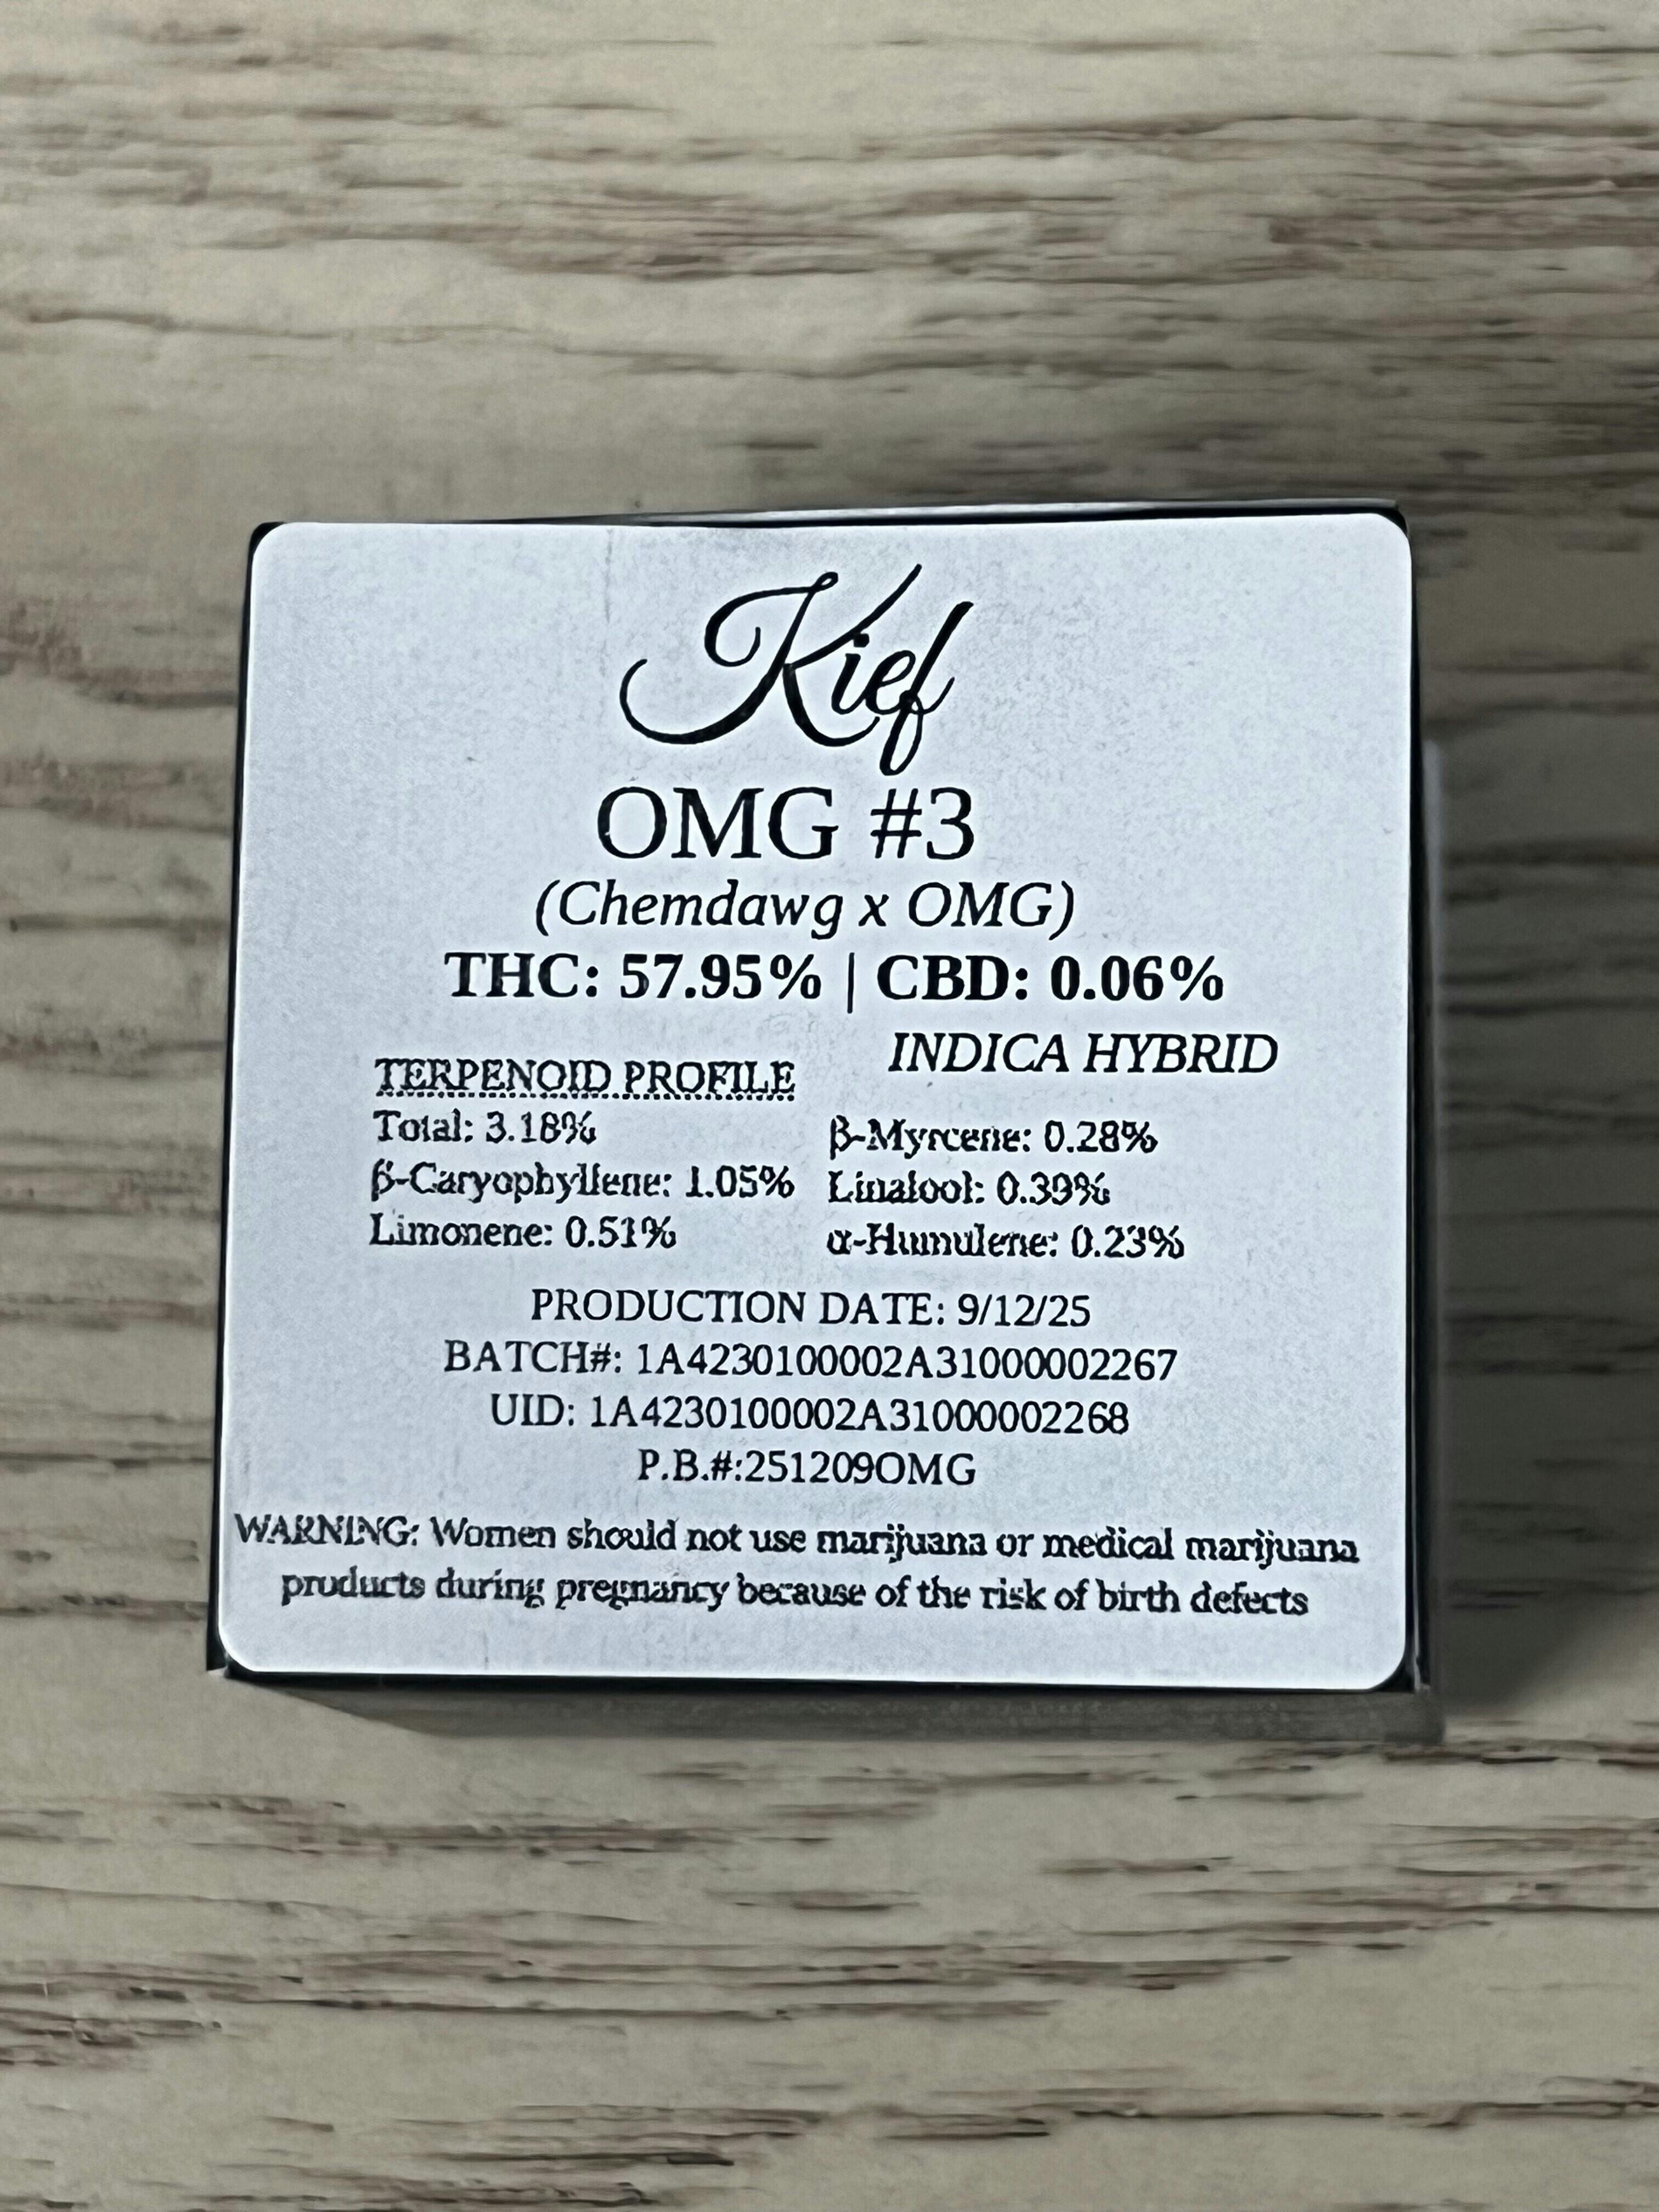 Kief
OMG #3
(Chemdawg x OMG)
THC: 57.95% | CBD: 0.06%
INDICA HYBRID
TERPENOID PROFILE
Total: 3.18%
β-Caryophyllene: 1.05%
Limonene: 0.51%
β-Myrcene: 0.28%
Linalool: 0.39%
α-Humulene: 0.23%
PRODUCTION DATE: 9/12/25
BATCH#: 1A4230100002A31000002267
UID: 1A4230100002A31000002268
P.B.#:251209OMG
WARNING: Women should not use marijuana or medical marijuana
products during pregnancy because of the risk of birth defects